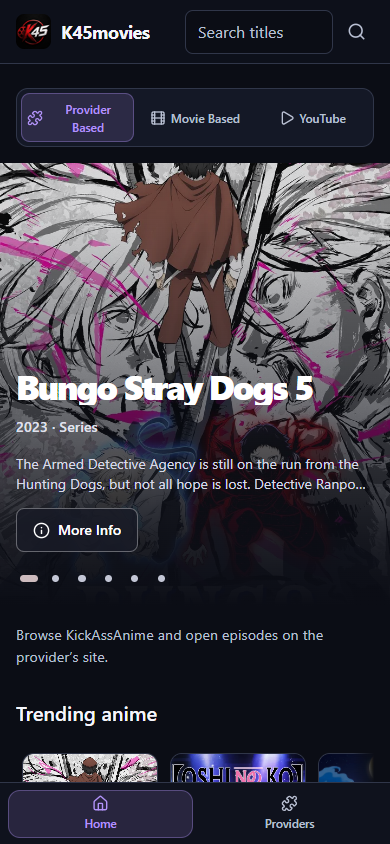 K45
K45movies
Search titles
Provider
Based
Movie Based
YouTube
Bungo Stray Dogs 5
2023 · Series
The Armed Detective Agency is still on the run from the
Hunting Dogs, but not all hope is lost. Detective Ranpo...
More Info
Browse KickAssAnime and open episodes on the
provider's site.
Trending anime
OSHI NO KO
Home
Providers